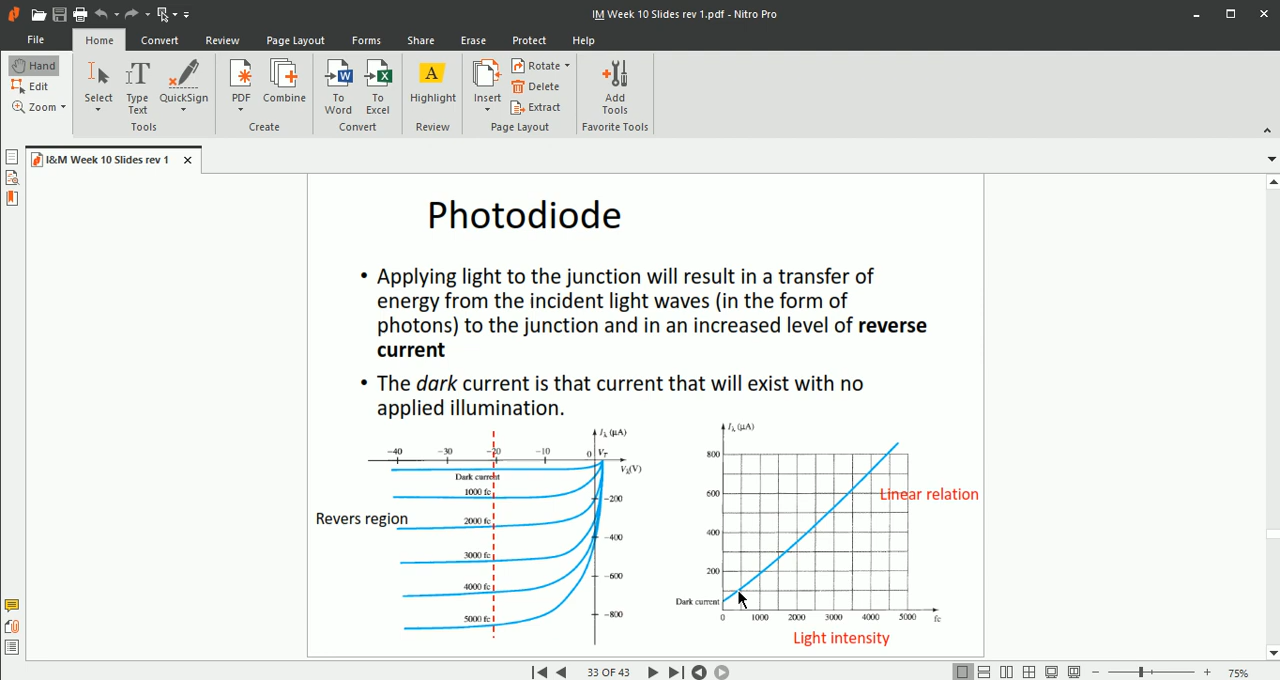 IM Week 10 Slides rev 1.pdf - Nitro Pro
File Home Convert Review Page Layout Forms Share Erase Protect Help
Hand
Edit
Zoom
Select
Type Text
QuickSign
Tools
PDF
Combine
Create
To Word
To Excel
Convert
Highlight
Review
Insert
Rotate
Delete
Extract
Page Layout
Add Tools
Favorite Tools
I&M Week 10 Slides rev 1
Photodiode
• Applying light to the junction will result in a transfer of
energy from the incident light waves (in the form of
photons) to the junction and in an increased level of reverse
current
• The dark current is that current that will exist with no
applied illumination.
Iλ (μA)
−40 −30 −20 −10 0 VT
Vλ(V)
Dark current
1000 fc
−200
Revers region
2000 fc
−400
3000 fc
−600
4000 fc
−800
5000 fc
Iλ (μA)
800
600
Linear relation
400
200
Dark current
0 1000 2000 3000 4000 5000 fc
Light intensity
33 OF 43
75%